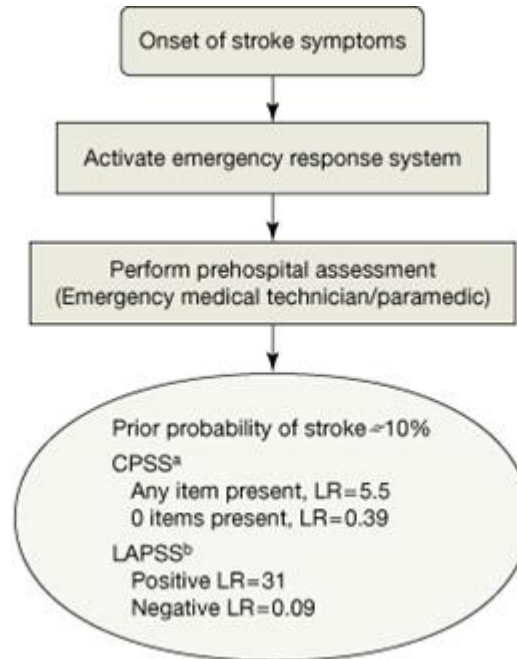 Onset of stroke symptoms
Activate emergency response system
Perform prehospital assessment
(Emergency medical technician/paramedic)
Prior probability of stroke ≈10%
CPSSᵃ
Any item present, LR=5.5
0 items present, LR=0.39
LAPSSᵇ
Positive LR=31
Negative LR=0.09